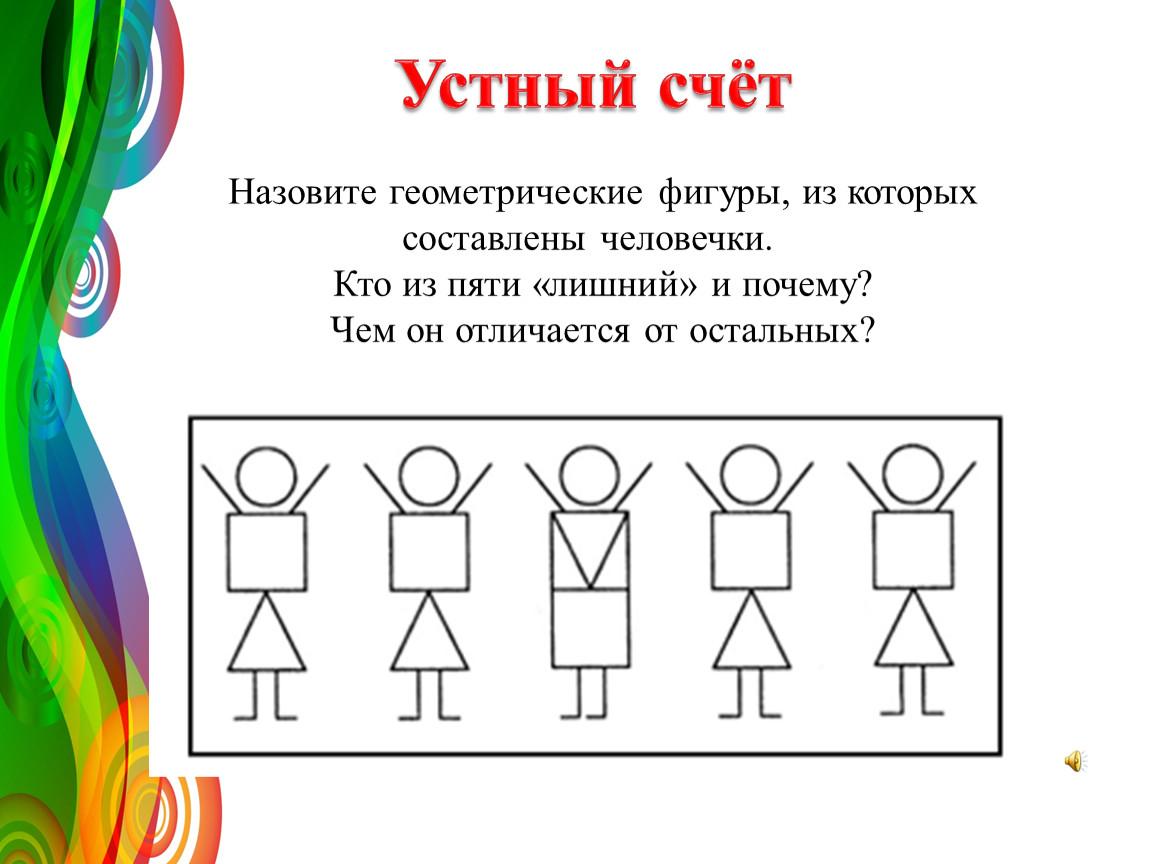 Устный счёт
Назовите геометрические фигуры, из которых
составлены человечки.
Кто из пяти «лишний» и почему?
Чем он отличается от остальных?